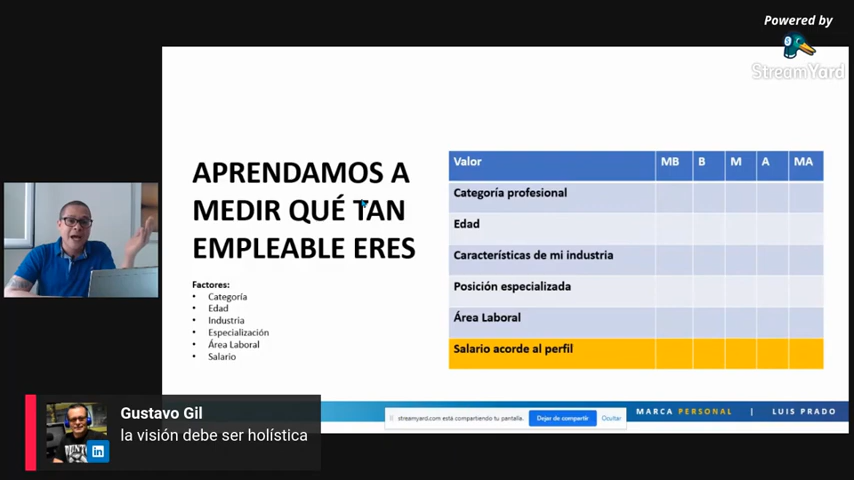 Powered by
StreamYard
APRENDAMOS A
MEDIR QUÉ TAN
EMPLEABLE ERES
Factores:
• Categoría
• Edad
• Industria
• Especialización
• Área Laboral
• Salario
Valor MB B M A MA
Categoría profesional
Edad
Características de mi industria
Posición especializada
Área Laboral
Salario acorde al perfil
streamyard.com está compartiendo tu pantalla.
Dejar de compartir
Ocultar
MARCA PERSONAL | LUIS PRADO
Gustavo Gil
la visión debe ser holística
in